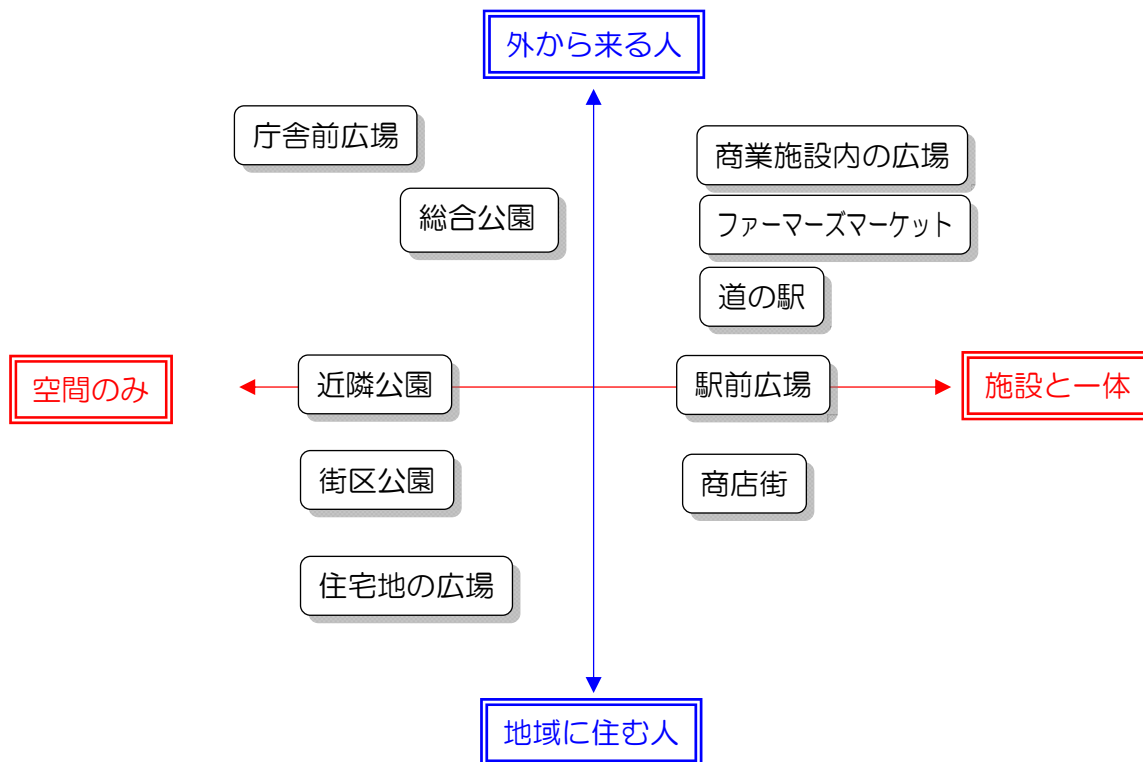 外から来る人
庁舎前広場
商業施設内の広場
総合公園
ファーマーズマーケット
道の駅
空間のみ
近隣公園
駅前広場
施設と一体
街区公園
商店街
住宅地の広場
地域に住む人